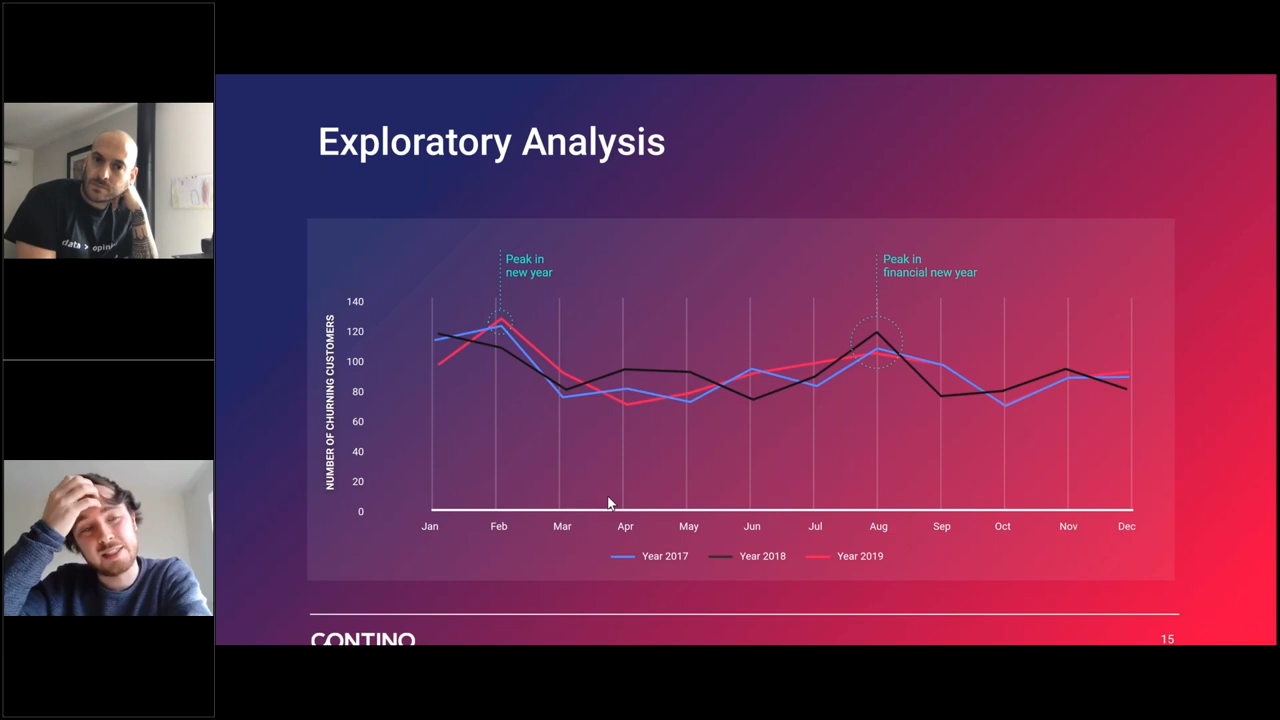 Exploratory Analysis
Peak in
new year
Peak in
financial new year
NUMBER OF CHURNING CUSTOMERS
140
120
100
80
60
40
20
0
Jan Feb Mar Apr May Jun Jul Aug Sep Oct Nov Dec
Year 2017 Year 2018 Year 2019
CONTINO
15
data > opini